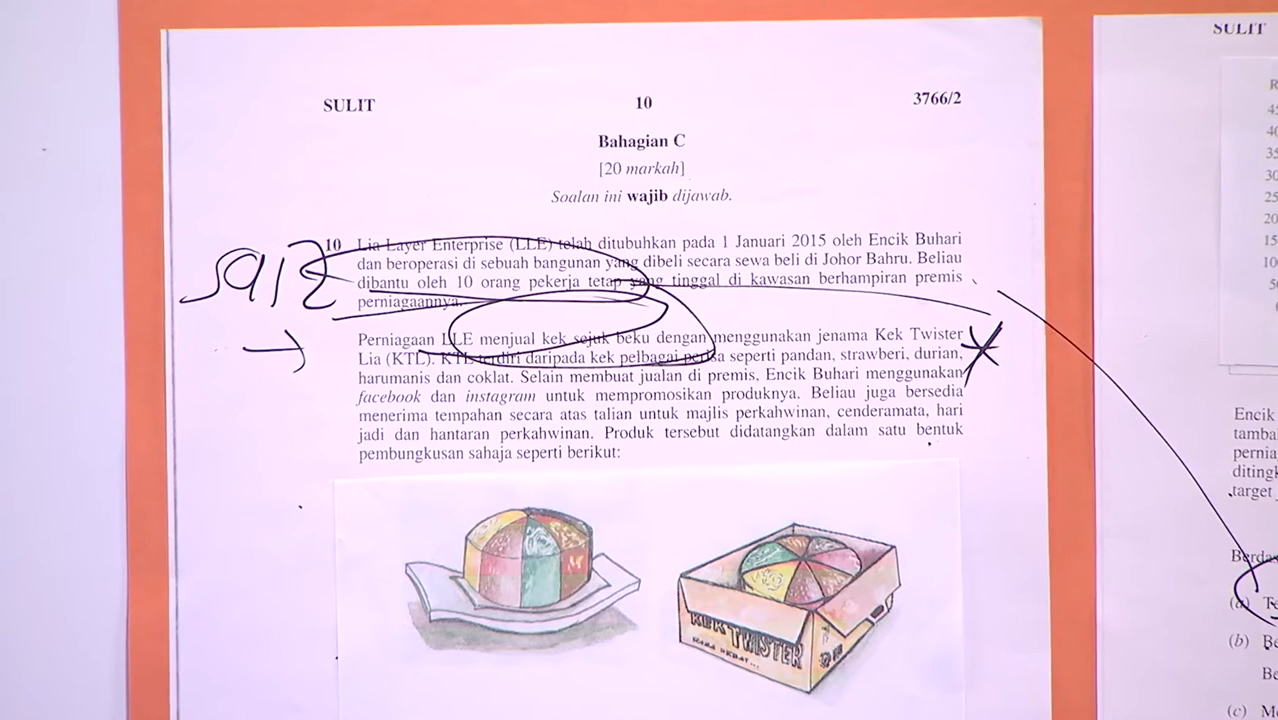 SULIT 10 3766/2
Bahagian C
[20 markah]
Soalan ini wajib dijawab.
10 Lia Layer Enterprise (LLE) telah ditubuhkan pada 1 Januari 2015 oleh Encik Buhari
dan beroperasi di sebuah bangunan yang dibeli secara sewa beli di Johor Bahru. Beliau
dibantu oleh 10 orang pekerja tetap yang tinggal di kawasan berhampiran premis
perniagaannya.
Perniagaan LLE menjual kek sejuk beku dengan menggunakan jenama Kek Twister
Lia (KTL). KTL terdiri daripada kek pelbagai perisa seperti pandan, strawberi, durian,
harumanis dan coklat. Selain membuat jualan di premis, Encik Buhari menggunakan
facebook dan instagram untuk mempromosikan produknya. Beliau juga bersedia
menerima tempahan secara atas talian untuk majlis perkahwinan, cenderamata, hari
jadi dan hantaran perkahwinan. Produk tersebut didatangkan dalam satu bentuk
pembungkusan sahaja seperti berikut:
KEK TWISTER
SULIT
Encik
target
(a)
(b)
Be
(c)